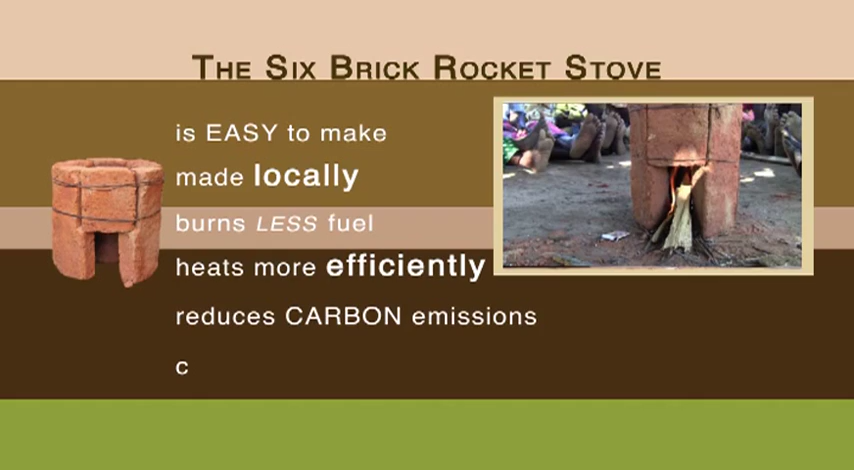 The Six Brick Rocket Stove
is EASY to make
made locally
burns LESS fuel
heats more efficiently
reduces CARBON emissions
c